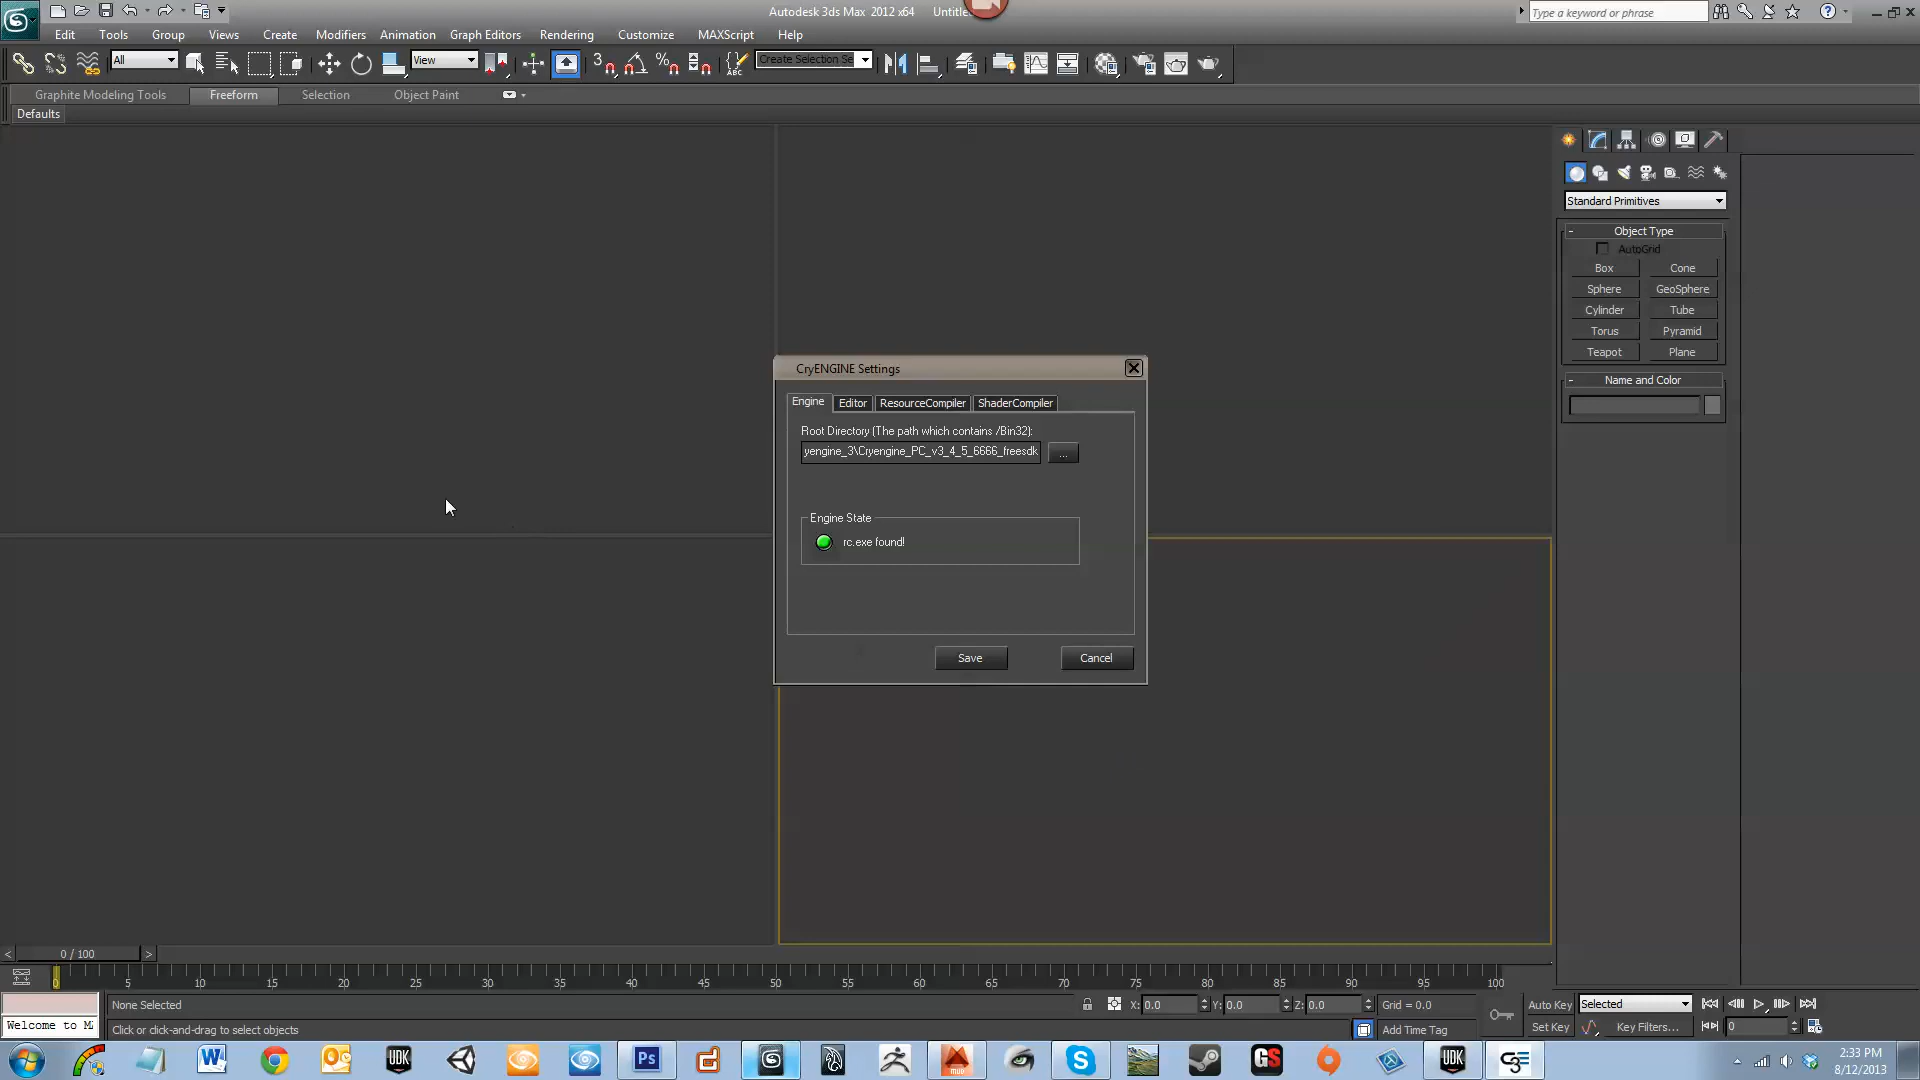 Autodesk 3ds Max 2012 x64 Untitle
Type a keyword or phrase
Edit Tools Group Views Create Modifiers Animation Graph Editors Rendering Customize MAXScript Help
All View Create Selection Se
Graphite Modeling Tools Freeform Selection Object Paint
Defaults
Standard Primitives
- Object Type
AutoGrid
Box Cone
Sphere GeoSphere
Cylinder Tube
Torus Pyramid
Teapot Plane
- Name and Color
CryENGINE Settings
Engine Editor ResourceCompiler ShaderCompiler
Root Directory (The path which contains /Bin32):
yengine_3\Cryengine_PC_v3_4_5_6666_freesdk ...
Engine State
rc.exe found!
Save Cancel
< 0 / 100 >
0 5 10 15 20 25 30 35 40 45 50 55 60 65 70 75 80 85 90 95 100
None Selected X: 0.0 Y: 0.0 Z: 0.0 Grid = 0.0 Auto Key Selected
Welcome to M Click or click-and-drag to select objects Add Time Tag Set Key Key Filters... 0
2:33 PM
8/12/2013